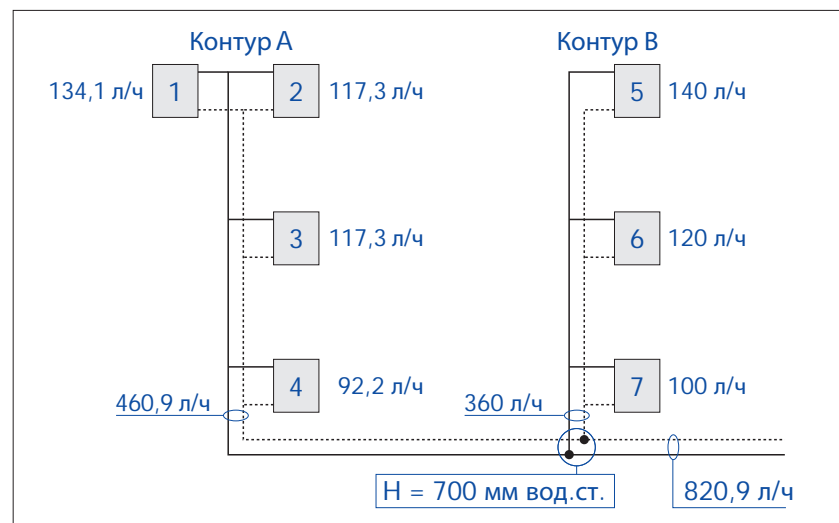 Контур А
Контур В
134,1 л/ч
1
2
117,3 л/ч
5
140 л/ч
3
117,3 л/ч
6
120 л/ч
4
92,2 л/ч
7
100 л/ч
460,9 л/ч
360 л/ч
H = 700 мм вод.ст.
820,9 л/ч